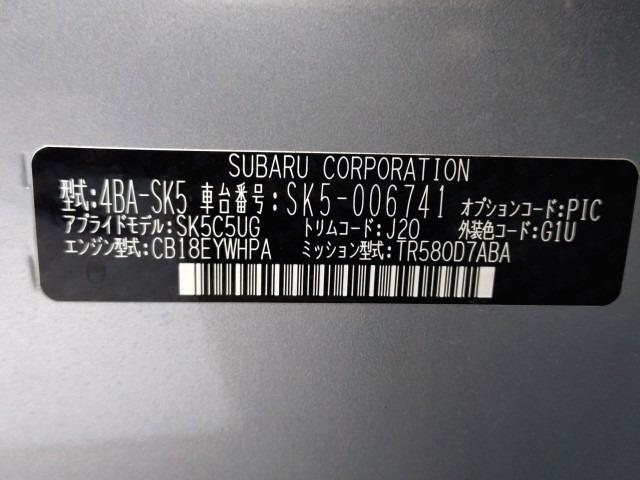 SUBARU CORPORATION
型式:4BA-SK5 車台番号:SK5-006741 オプションコード:PIC
アプライドモデル:SK5C5UG トリムコード:J20 外装色コード:G1U
エンジン型式:CB18EYWHPA ミッション型式:TR580D7ABA